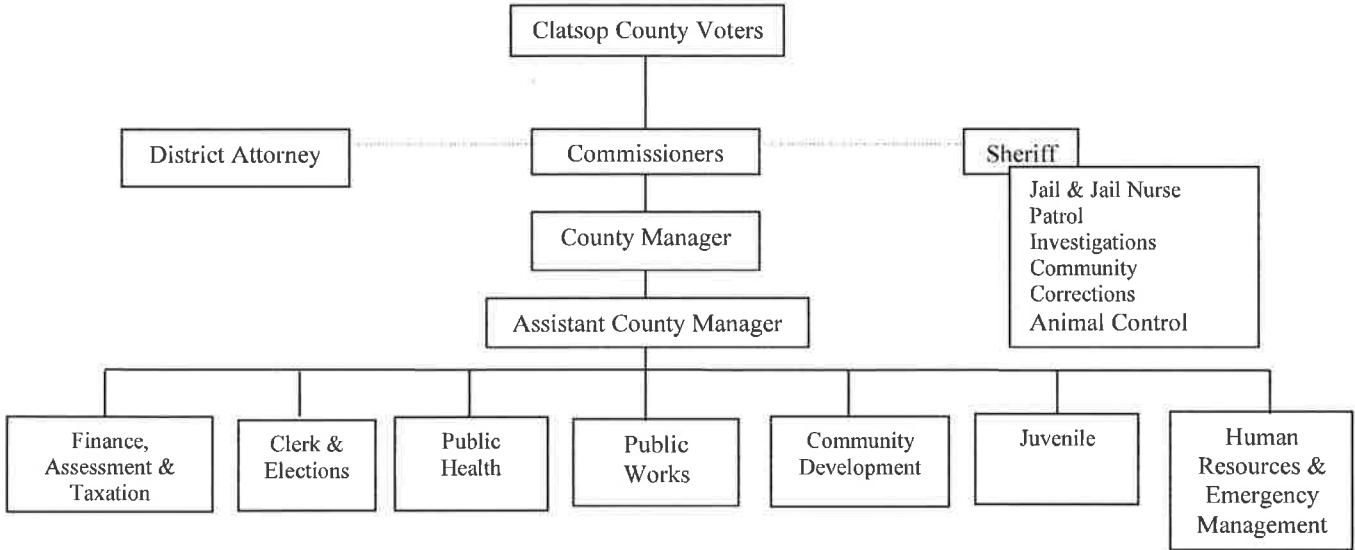 Clatsop County Voters
District Attorney
Commissioners
Sheriff
Jail & Jail Nurse
Patrol
Investigations
Community
Corrections
Animal Control
County Manager
Assistant County Manager
Finance,
Assessment &
Taxation
Clerk &
Elections
Public
Health
Public
Works
Community
Development
Juvenile
Human
Resources &
Emergency
Management